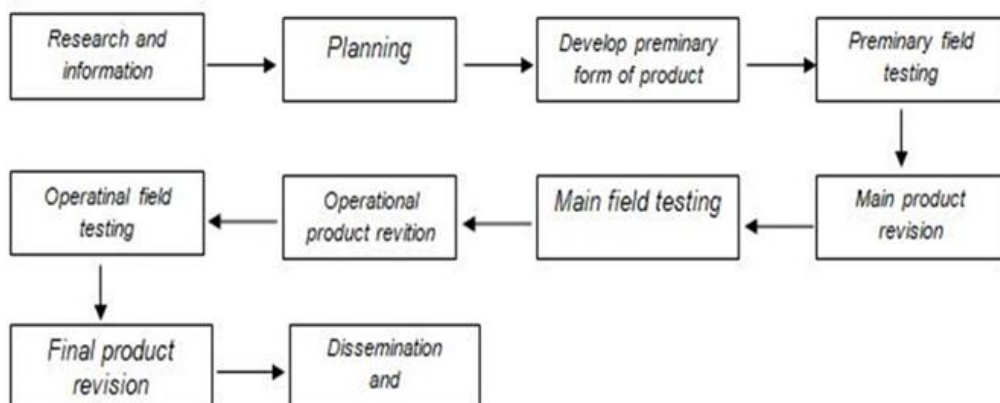 Research and
information
Planning
Develop preminary
form of product
Preminary field
testing
Main product
revision
Main field testing
Operational
product revition
Operatinal field
testing
Final product
revision
Dissemination
and